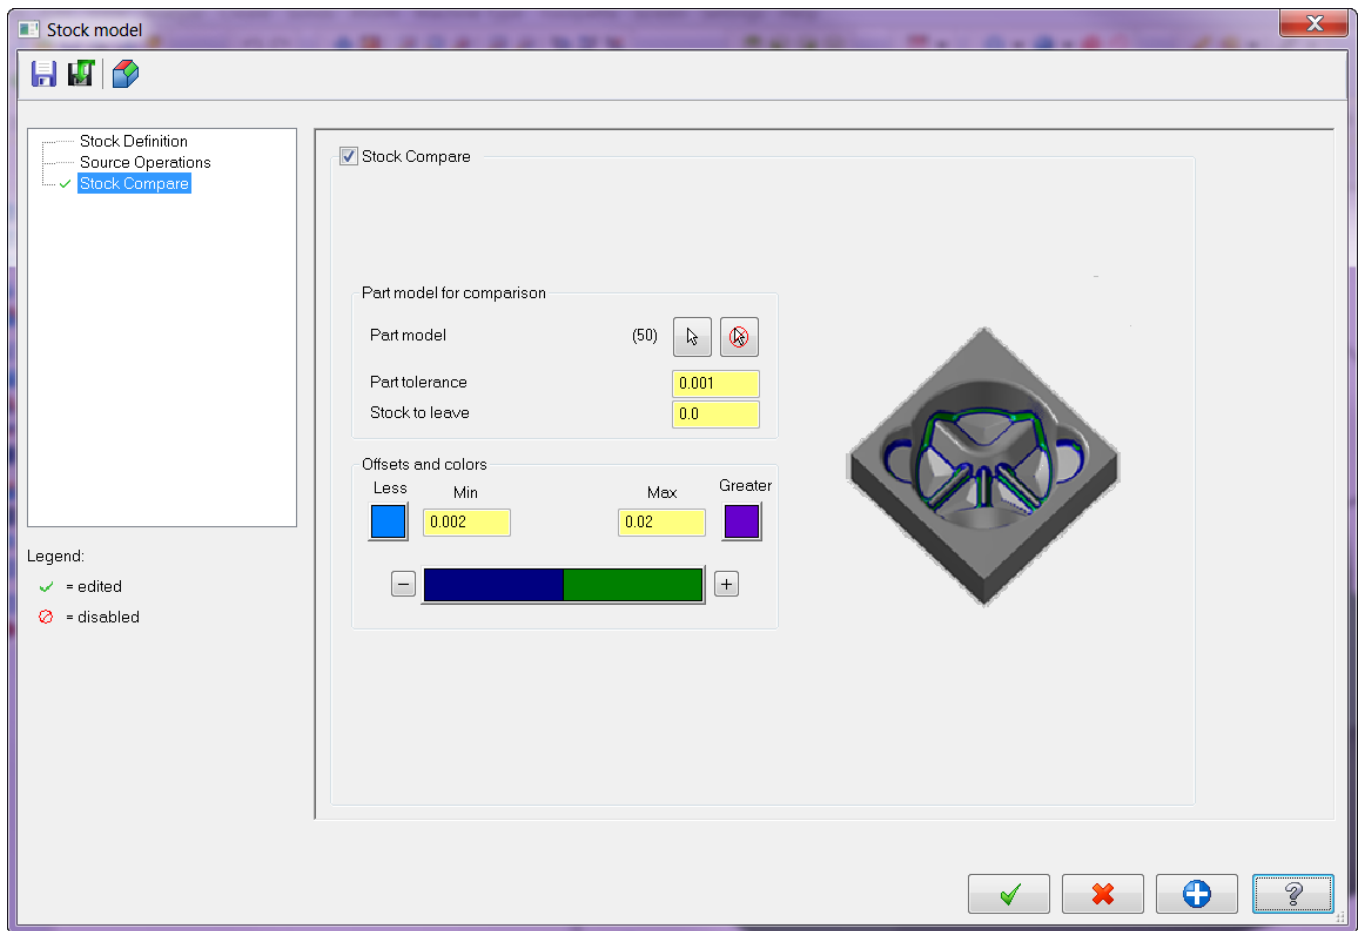 Stock model
Stock Definition
Source Operations
Stock Compare
Legend:
= edited
= disabled
Stock Compare
Part model for comparison
Part model (50)
Part tolerance 0.001
Stock to leave 0.0
Offsets and colors
Less Min Max Greater
0.002 0.02